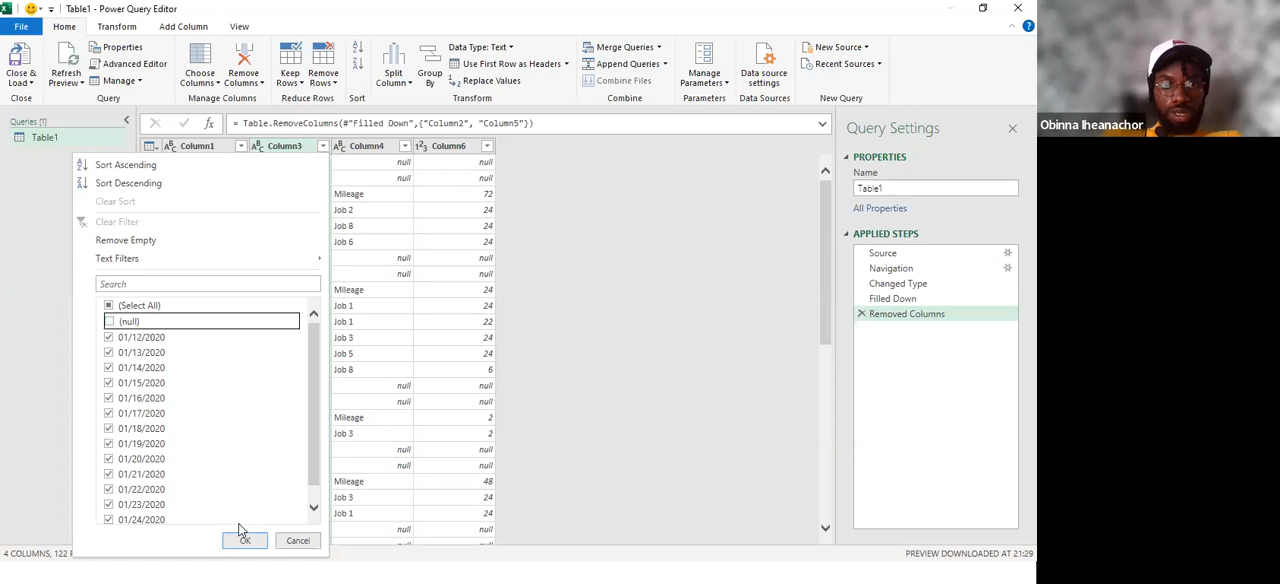 Table1 - Power Query Editor
File Home Transform Add Column View
Close & Load Close
Refresh Preview Properties Advanced Editor Manage Query
Choose Columns Remove Columns Manage Columns
Keep Rows Remove Rows Reduce Rows
Sort
Split Column Group By Data Type: Text Use First Row as Headers Replace Values Transform
Merge Queries Append Queries Combine Files Combine
Manage Parameters Parameters
Data source settings Data Sources
New Source Recent Sources New Query
Queries [1]
Table1
fx = Table.RemoveColumns(#"Filled Down",{"Column2", "Column5"})
Column1 Column3 Column4 Column6
Sort Ascending
Sort Descending
Clear Sort
Clear Filter
Remove Empty
Text Filters
Search
(Select All)
(null)
01/12/2020
01/13/2020
01/14/2020
01/15/2020
01/16/2020
01/17/2020
01/18/2020
01/19/2020
01/20/2020
01/21/2020
01/22/2020
01/23/2020
01/24/2020
OK Cancel
null null
null null
Mileage 72
Job 2 24
Job 8 24
Job 6 24
null null
null null
Mileage 24
Job 1 24
Job 1 22
Job 3 24
Job 5 24
Job 8 6
null null
null null
Mileage 2
Job 3 2
null null
null null
Mileage 48
Job 3 24
Job 1 24
null null
Query Settings
PROPERTIES
Name
Table1
All Properties
APPLIED STEPS
Source
Navigation
Changed Type
Filled Down
Removed Columns
4 COLUMNS, 122
PREVIEW DOWNLOADED AT 21:29
Obinna Iheanachor